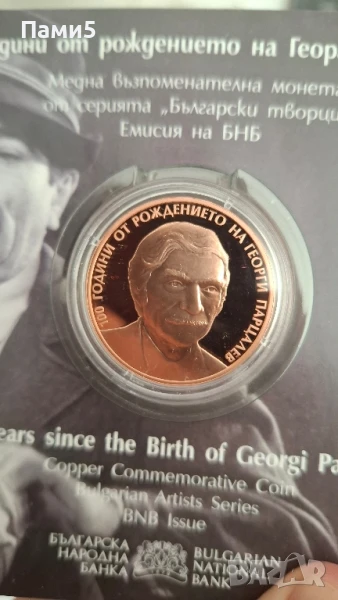 Пами5
дини от рождението на Геор
Медна възпоменателна монета
от серията „Български творци
Емисия на БНБ
100 ГОДИНИ ОТ РОЖДЕНИЕТО НА ГЕОРГИ ПАРЦАЛЕВ
ears since the Birth of Georgi Pa
Copper Commemorative Coin
Bulgarian Artists Series
BNB Issue
БЪЛГАРСКА НАРОДНА БАНКА
BULGARIAN NATIONAL BANK
BAZAR